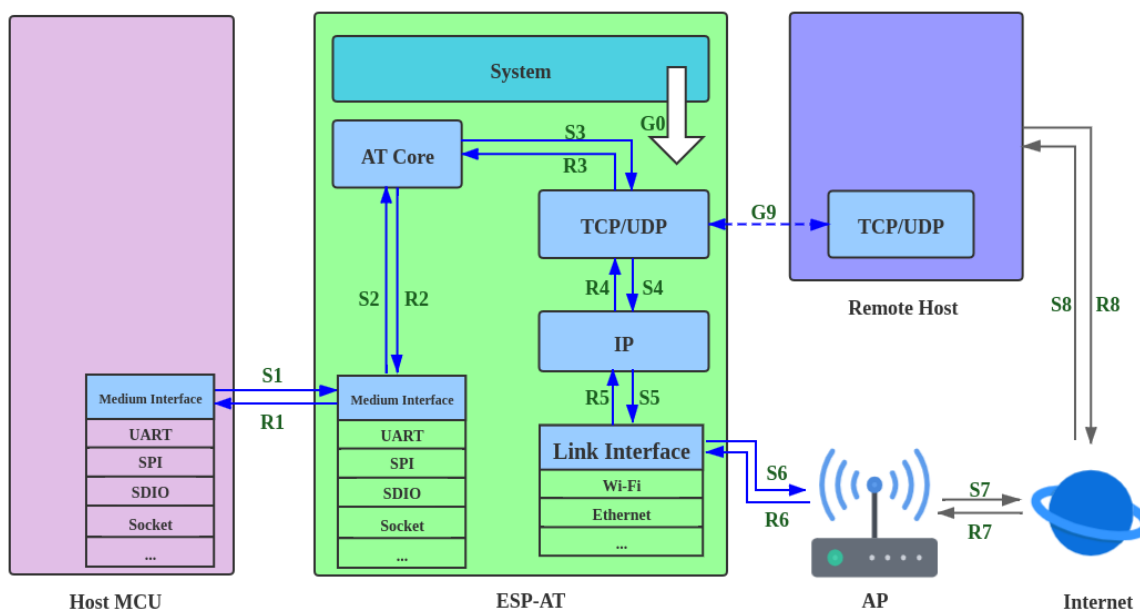 System
G0
AT Core
S3
R3
TCP/UDP
G9
TCP/UDP
S2
R2
R4
S4
Remote Host
S8
R8
IP
S1
R1
R5
S5
Medium Interface
UART
SPI
SDIO
Socket
...
Medium Interface
UART
SPI
SDIO
Socket
...
Link Interface
Wi-Fi
Ethernet
...
S6
R6
S7
R7
Host MCU
ESP-AT
AP
Internet